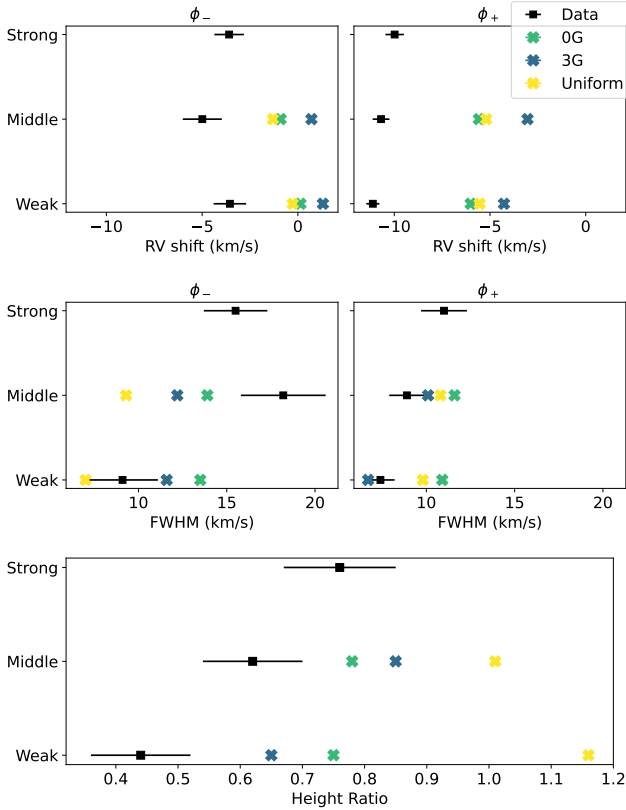 ϕ₋ ϕ₊
Data
0G
3G
Uniform
Strong
Middle
Weak
−10 −5 0 −10 −5 0
RV shift (km/s) RV shift (km/s)
ϕ₋ ϕ₊
Strong
Middle
Weak
10 15 20 10 15 20
FWHM (km/s) FWHM (km/s)
Strong
Middle
Weak
0.4 0.5 0.6 0.7 0.8 0.9 1.0 1.1 1.2
Height Ratio